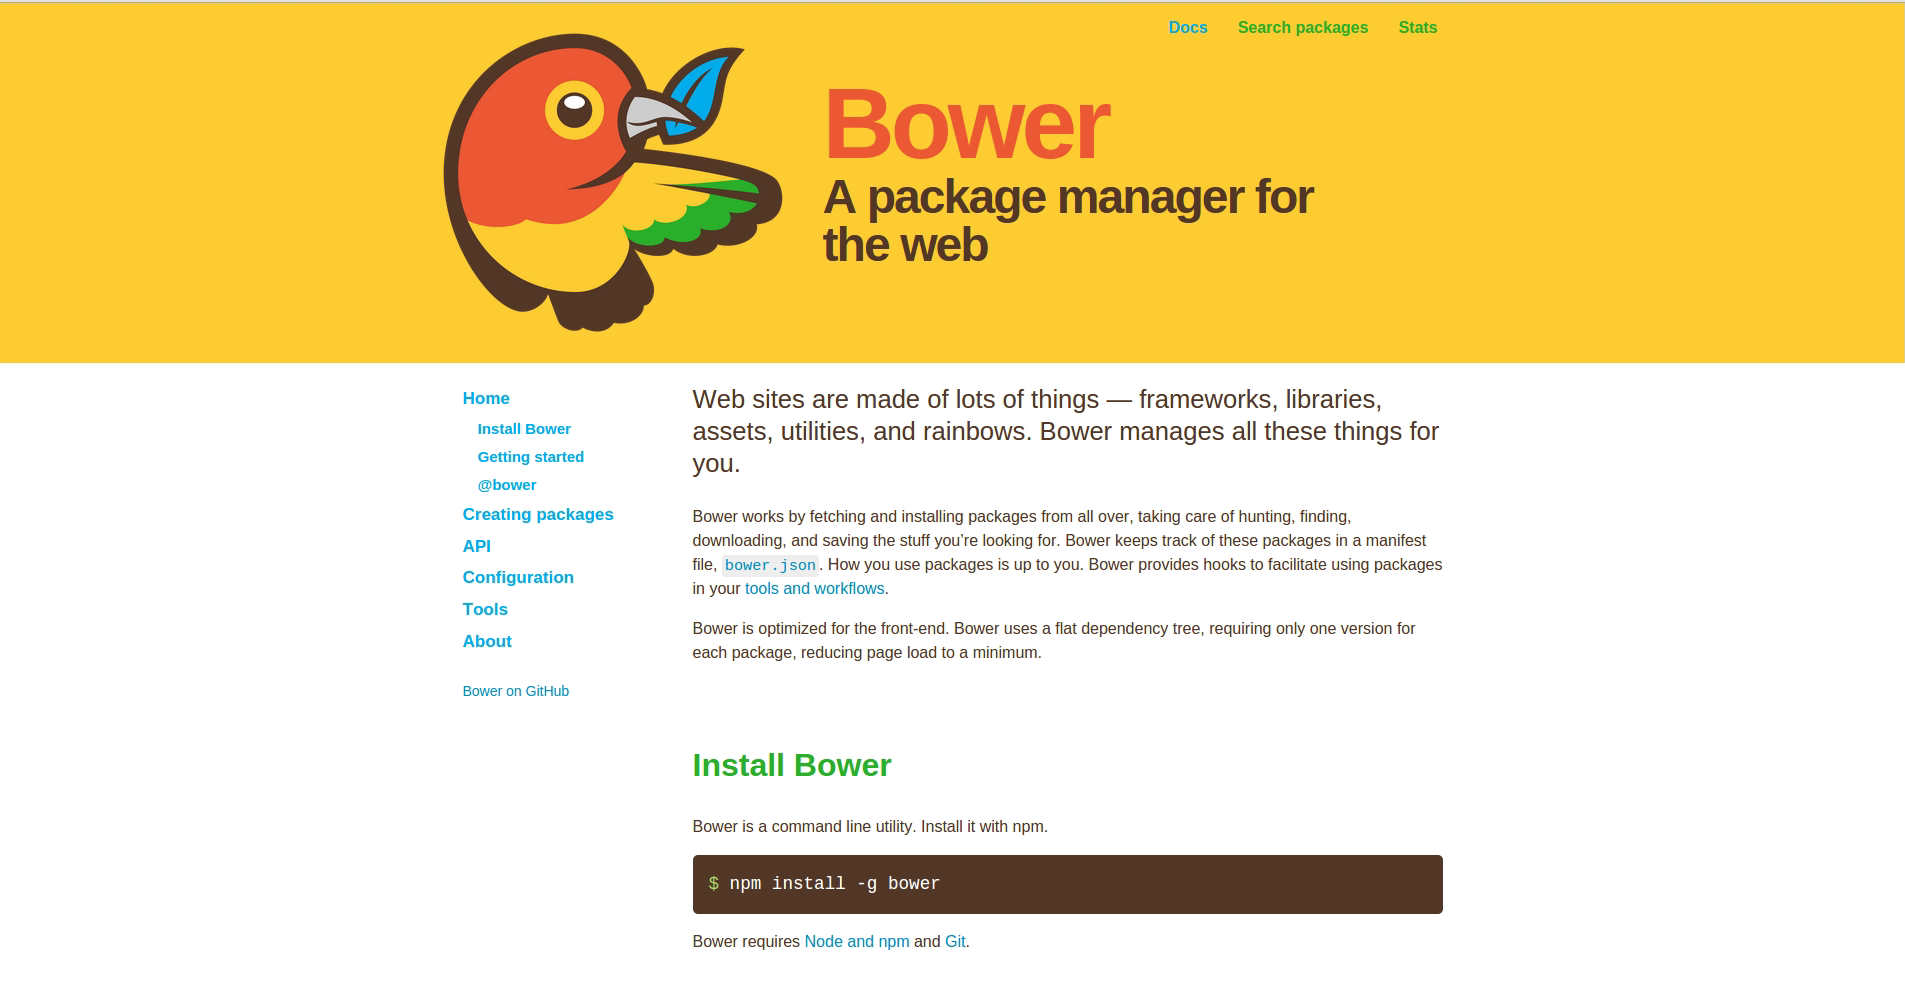 Docs Search packages Stats
Bower
A package manager for
the web
Home
Install Bower
Getting started
@bower
Creating packages
API
Configuration
Tools
About
Bower on GitHub
Web sites are made of lots of things — frameworks, libraries,
assets, utilities, and rainbows. Bower manages all these things for
you.
Bower works by fetching and installing packages from all over, taking care of hunting, finding,
downloading, and saving the stuff you’re looking for. Bower keeps track of these packages in a manifest
file, bower.json. How you use packages is up to you. Bower provides hooks to facilitate using packages
in your tools and workflows.
Bower is optimized for the front-end. Bower uses a flat dependency tree, requiring only one version for
each package, reducing page load to a minimum.
Install Bower
Bower is a command line utility. Install it with npm.
$ npm install -g bower
Bower requires Node and npm and Git.